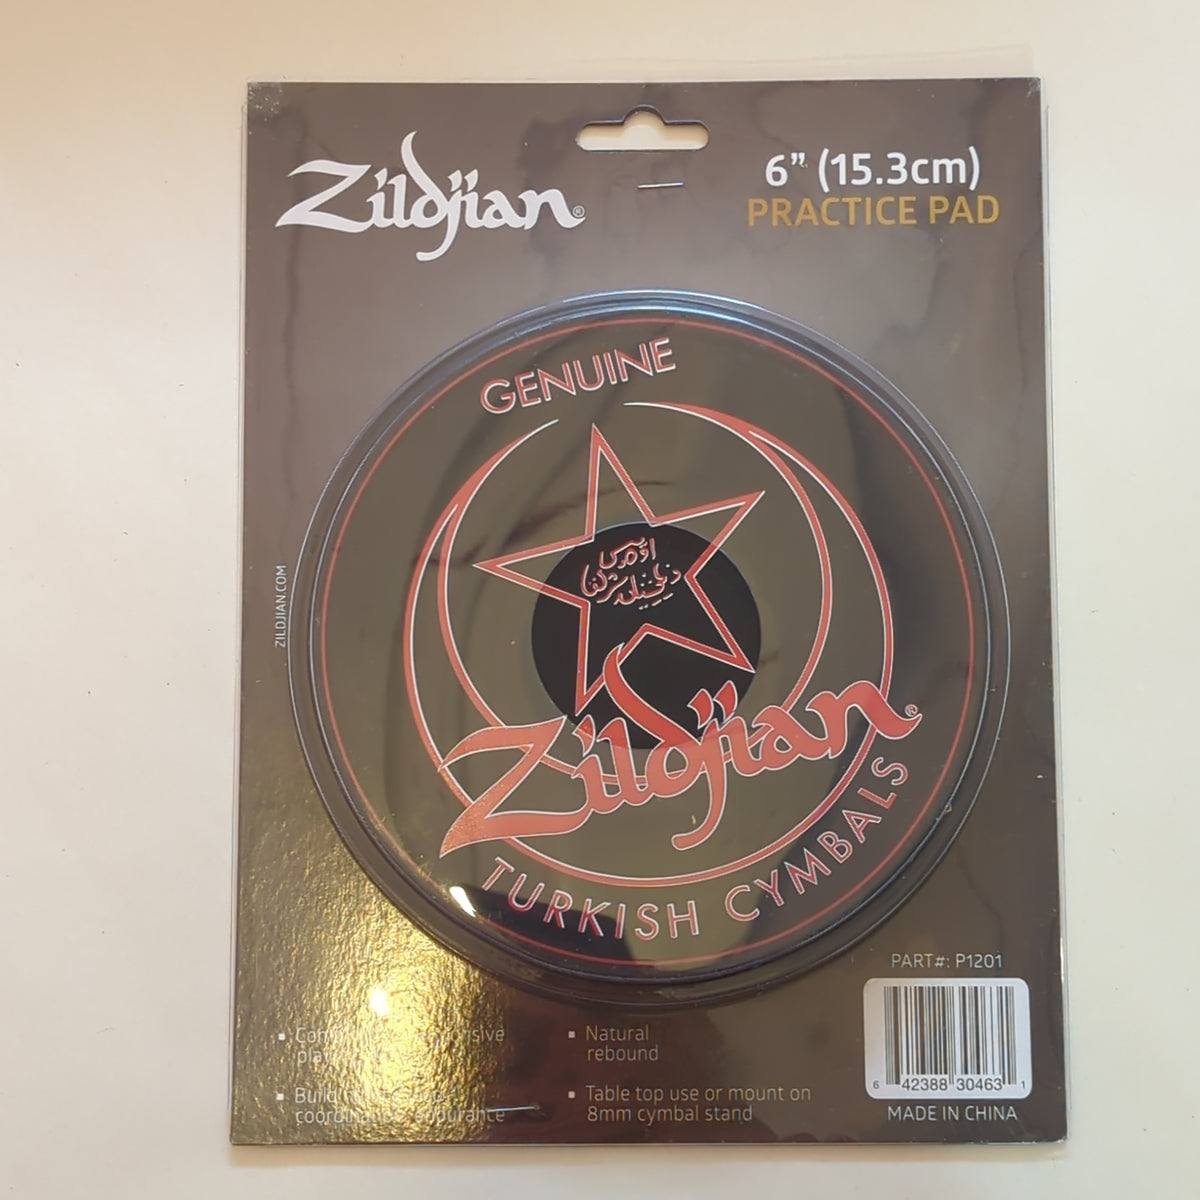 Zildjian®
6” (15.3cm)
PRACTICE PAD
GENUINE
Zildjian®
TURKISH CYMBALS
ZILDJIAN.COM
PART#: P1201
▪ Natural
rebound
▪ Table top use or mount on
8mm cymbal stand
endurance
6 42388 30463 1
MADE IN CHINA